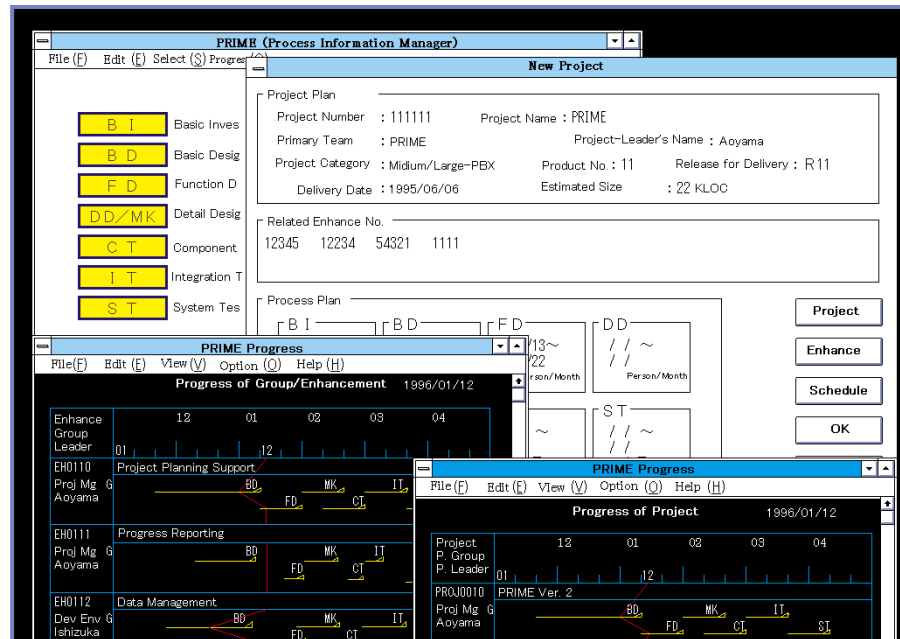 PRIME (Process Information Manager)
File (F) Edit (E) Select (S) Progres
B I Basic Inves
B D Basic Desig
F D Function D
DD/MK Detail Desig
C T Component
I T Integration T
S T System Tes
New Project
Project Plan
Project Number : 111111 Project Name : PRIME
Primary Team : PRIME Project-Leader's Name : Aoyama
Project Category : Midium/Large-PBX Product No. : 11 Release for Delivery : R11
Delivery Date : 1995/06/06 Estimated Size : 22 KLOC
Related Enhance No.
12345 12234 54321 1111
Process Plan
B I B D F D D D
/13~ / / ~
/22 / /
rson/Month Person/Month
S T
~ / / ~
/ /
Project
Enhance
Schedule
OK
PRIME Progress
File(F) Edit (E) View (V) Option (O) Help (H)
Progress of Group/Enhancement 1996/01/12
Enhance 12 01 02 03 04
Group
Leader 01 12
EH0110 Project Planning Support
Proj Mg G BD MK IT
Aoyama FD CT
EH0111 Progress Reporting
Proj Mg G BD MK IT
Aoyama FD CT
EH0112 Data Management
Dev Env G BD MK IT
Ishizuka FD CT
PRIME Progress
File (F) Edit (E) VIew (V) Option (O) Help (H)
Progress of Project 1996/01/12
Project 12 01 02 03 04
P. Group
P. Leader 01 12
PROJ0010 PRIME Ver. 2
Proj Mg G BD MK IT
Aoyama FD CT ST